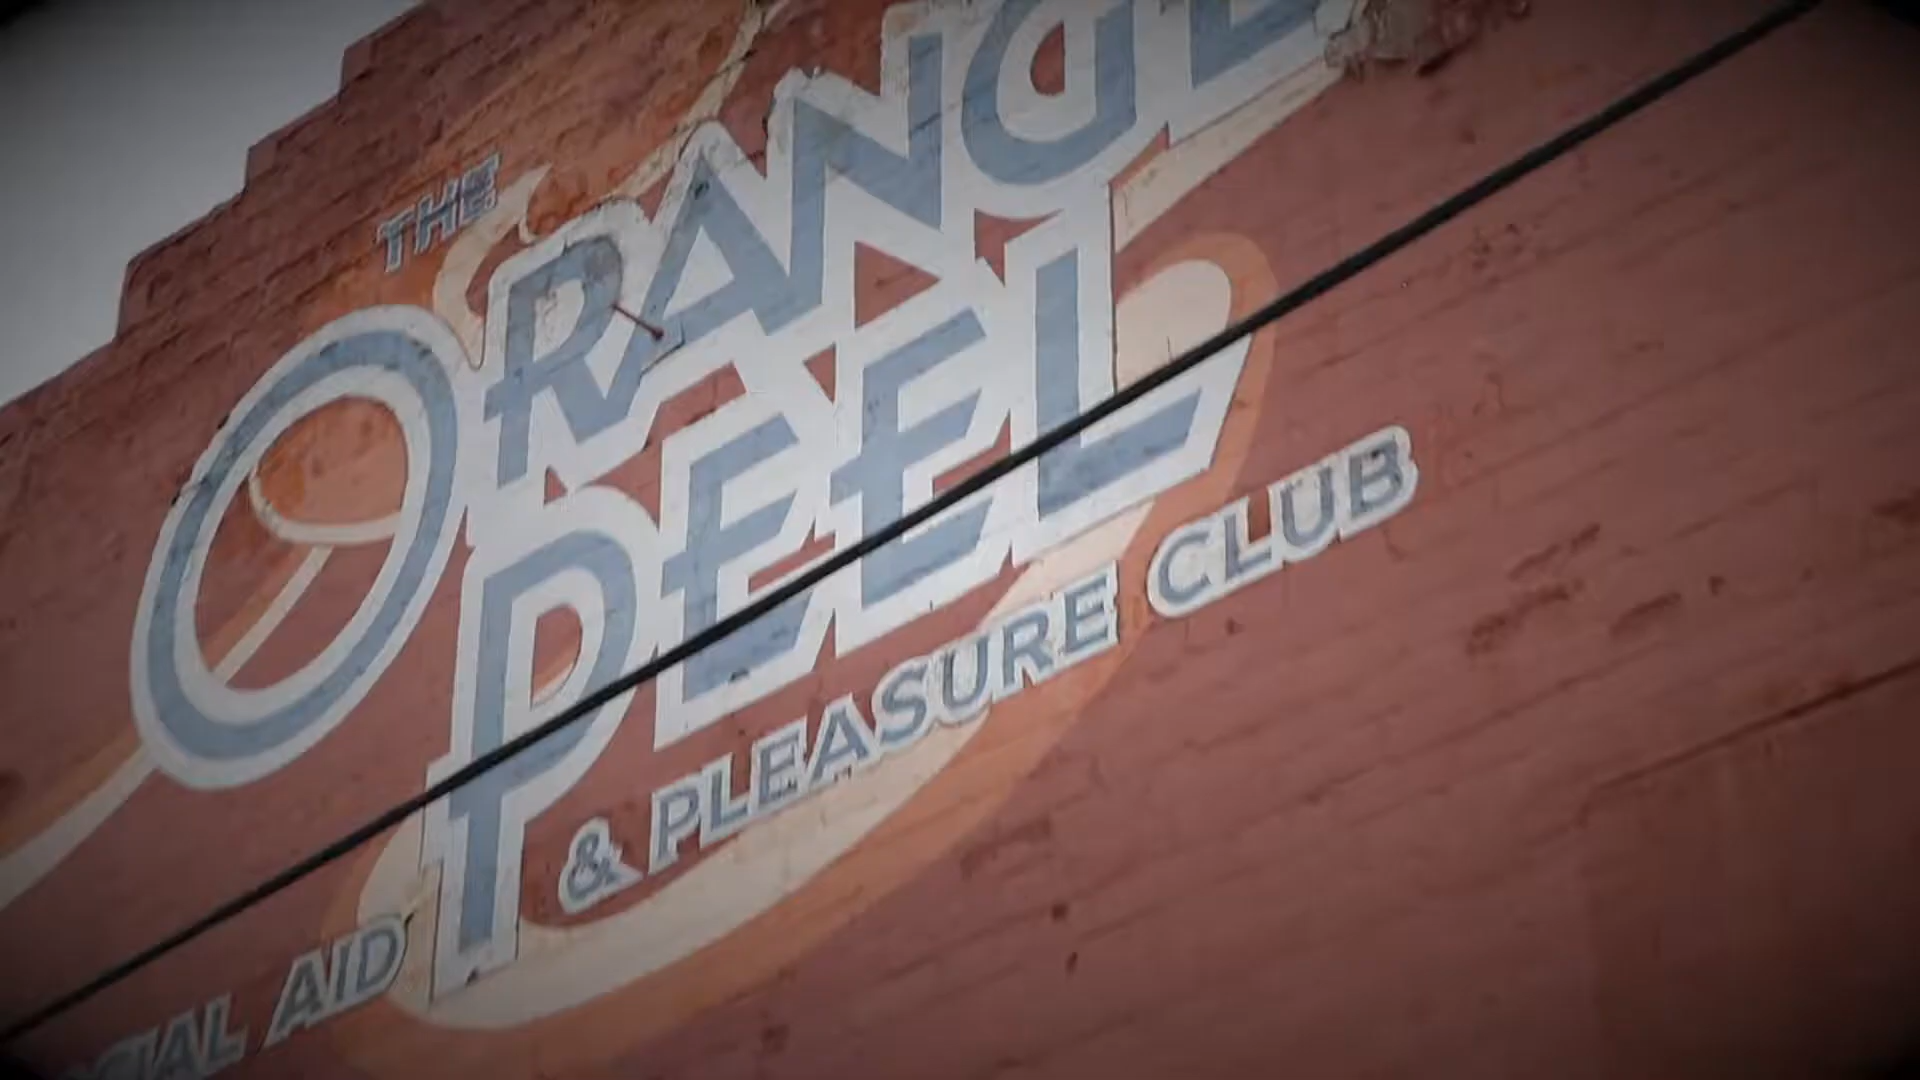 THE
ORANGE
PEEL
CIAL AID & PLEASURE CLUB